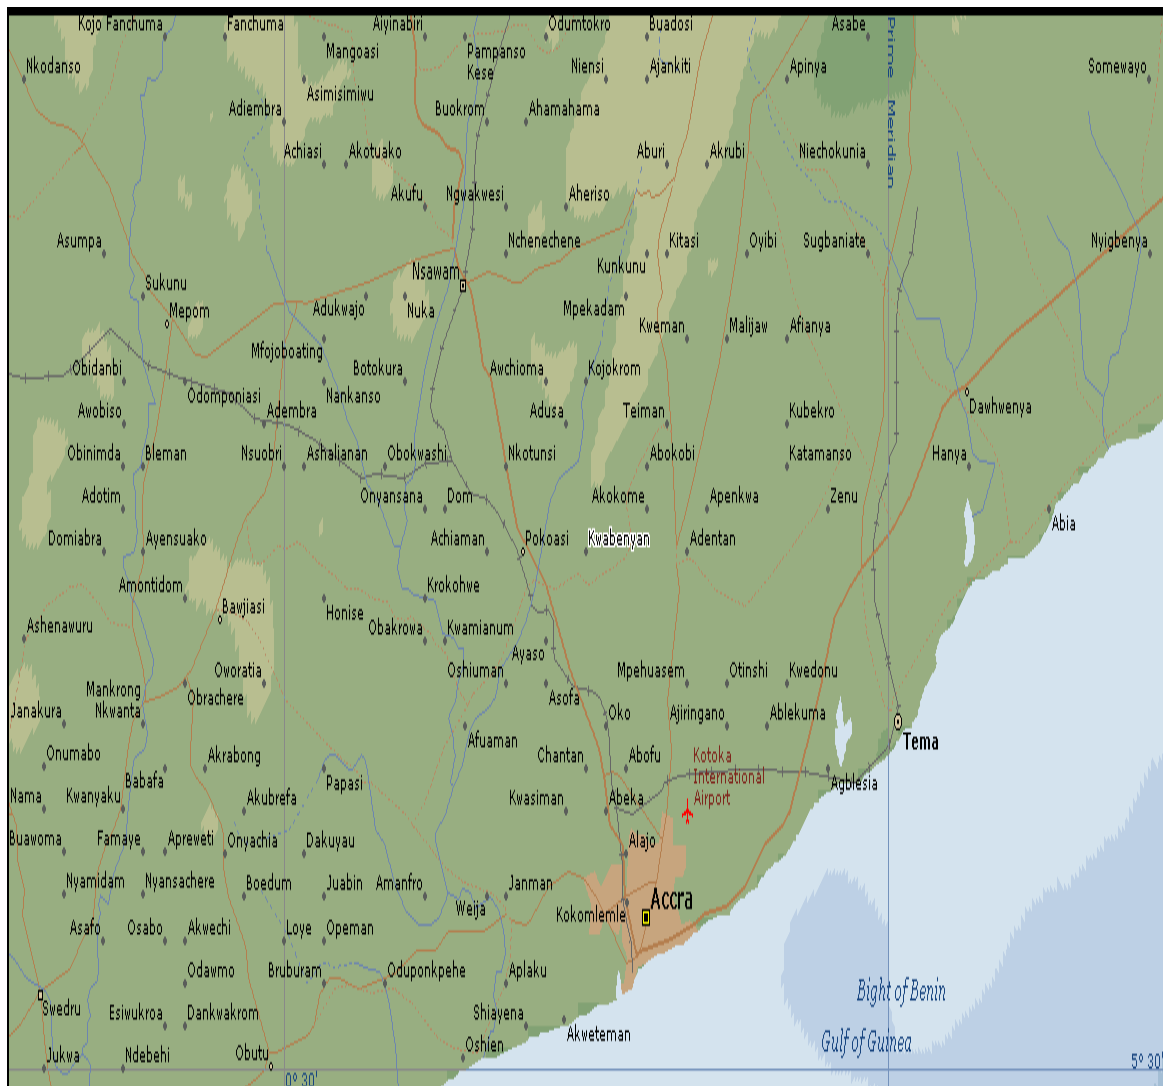 Kojo Fanchuma
Fanchuma
Aiyinabiri
Odumtokro
Buadosi
Asabe
Mangoasi
Pampanso
Kese
Nkodanso
Niensi
Ajankiti
Apinya
Somewayo
Asimisimiwu
Adiembra
Buokrom
Ahamahama
Prime Meridian
Achiasi
Akotuako
Aburi
Akrubi
Niechokunia
Akufu
Ngwakwesi
Aheriso
Asumpa
Nchenechene
Kitasi
Oyibi
Sugbaniate
Nyigbenya
Kunkunu
Nsawam
Sukunu
Mepom
Adukwajo
Nuka
Mpekadam
Kweman
Malijaw
Afianya
Mfojoboating
Obidanbi
Botokura
Awchioma
Kojokrom
Odomponiasi
Nankanso
Awobiso
Adembra
Adusa
Teiman
Kubekro
Dawhwenya
Obinimda
Bleman
Nsuobri
Ashalianan
Obokwashi
Nkotunsi
Abokobi
Katamanso
Hanya
Adotim
Onyansana
Dom
Akokome
Apenkwa
Zenu
Abia
Domiabra
Ayensuako
Achiaman
Pokoasi
Kwabenyan
Adentan
Amontidom
Krokohwe
Bawjiasi
Honise
Ashenawuru
Obakrowa
Kwamianum
Ayaso
Oworatia
Oshiuman
Mpehuasem
Otinshi
Kwedonu
Mankrong
Nkwanta
Obrachere
Asofa
Janakura
Oko
Ajiringano
Ablekuma
Afuaman
Tema
Onumabo
Akrabong
Chantan
Abofu
Kotoka
International
Airport
Babafa
Papasi
Agblesia
Nama
Kwanyaku
Akubrefa
Kwasiman
Abeka
Buawoma
Famaye
Apreweti
Onyachia
Dakuyau
Alajo
Nyamidam
Nyansachere
Boedum
Juabin
Amanfro
Janman
Weija
Accra
Kokomlemle
Asafo
Osabo
Akwechi
Loye
Opeman
Odawmo
Bruburam
Oduponkpehe
Aplaku
Bight of Benin
Swedru
Esiwukroa
Dankwakrom
Shiayena
Akweteman
Gulf of Guinea
Oshien
Jukwa
Ndebehi
Obutu
5° 30'
0° 30'